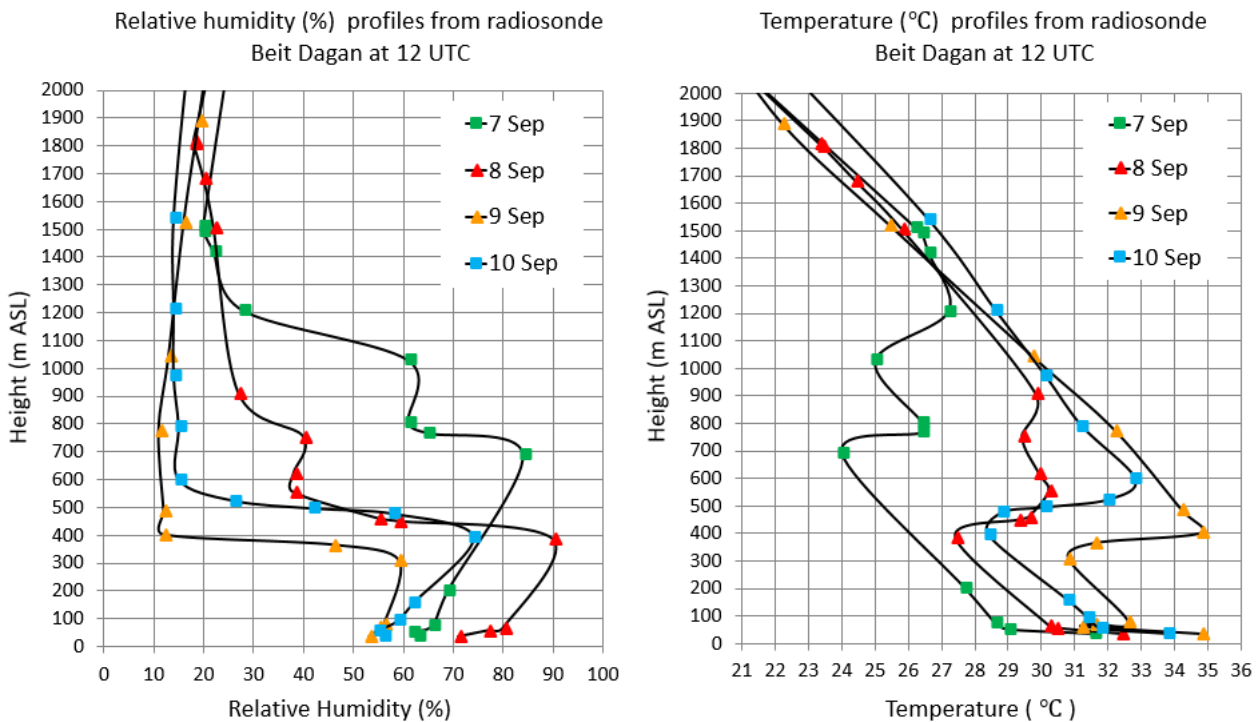 Relative humidity (%) profiles from radiosonde
Beit Dagan at 12 UTC
Height (m ASL)
2000
1900
1800
1700
1600
1500
1400
1300
1200
1100
1000
900
800
700
600
500
400
300
200
100
0
7 Sep
8 Sep
9 Sep
10 Sep
0 10 20 30 40 50 60 70 80 90 100
Relative Humidity (%)
Temperature (°C) profiles from radiosonde
Beit Dagan at 12 UTC
Height (m ASL)
2000
1900
1800
1700
1600
1500
1400
1300
1200
1100
1000
900
800
700
600
500
400
300
200
100
0
7 Sep
8 Sep
9 Sep
10 Sep
21 22 23 24 25 26 27 28 29 30 31 32 33 34 35 36
Temperature ( °C )